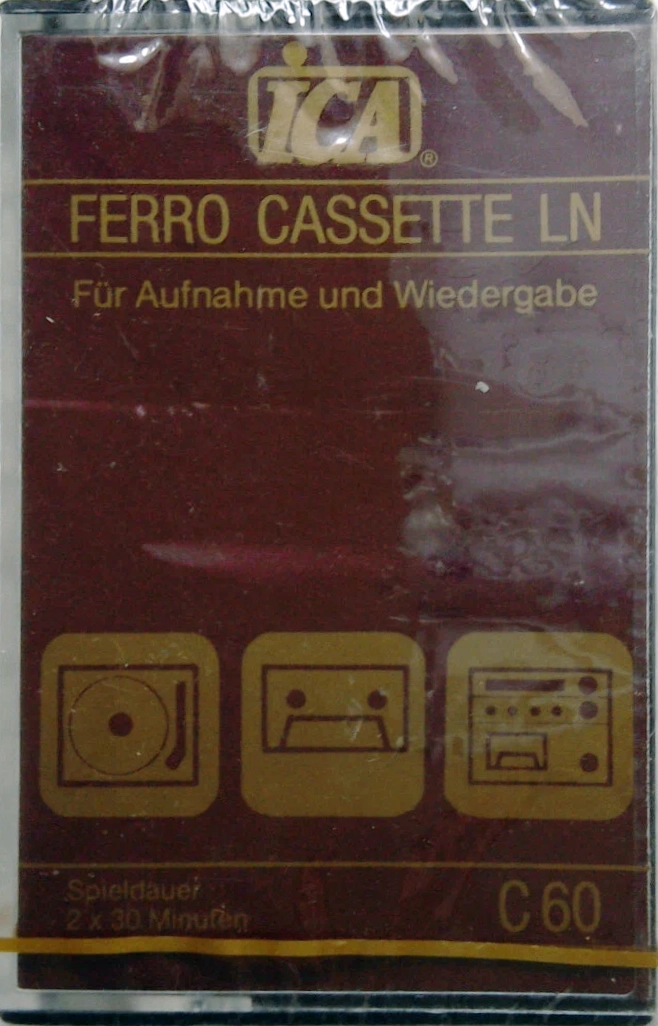 ICA
®
FERRO CASSETTE LN
Für Aufnahme und Wiedergabe
Spieldauer
2 x 30 Minuten
C 60